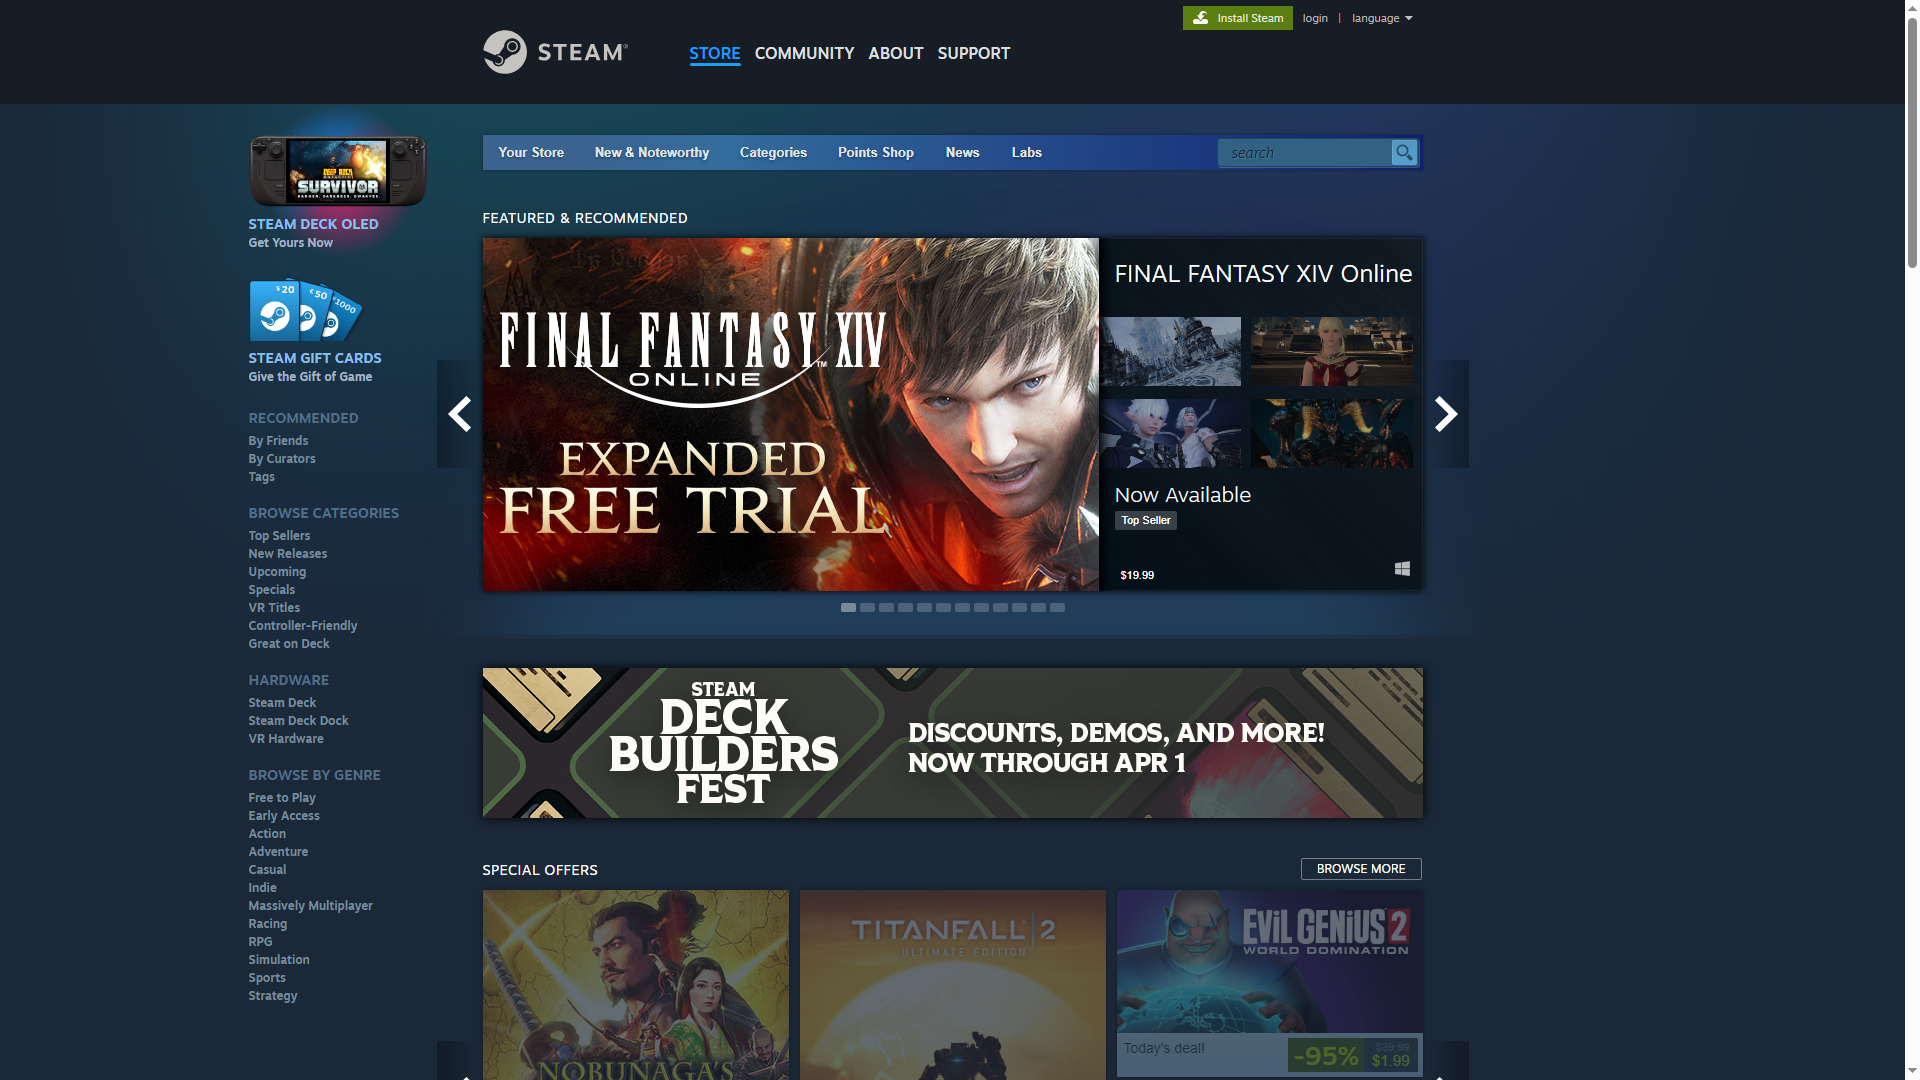 Install Steam
login | language
STEAM®
STORE COMMUNITY ABOUT SUPPORT
DEEP ROCK
SURVIVOR
DANGER. DARKNESS. DWARVES.
STEAM DECK OLED
Get Yours Now
$20 €50 ¥1000
STEAM GIFT CARDS
Give the Gift of Game
RECOMMENDED
By Friends
By Curators
Tags
BROWSE CATEGORIES
Top Sellers
New Releases
Upcoming
Specials
VR Titles
Controller-Friendly
Great on Deck
HARDWARE
Steam Deck
Steam Deck Dock
VR Hardware
BROWSE BY GENRE
Free to Play
Early Access
Action
Adventure
Casual
Indie
Massively Multiplayer
Racing
RPG
Simulation
Sports
Strategy
Your Store New & Noteworthy Categories Points Shop News Labs search
FEATURED & RECOMMENDED
FINAL FANTASY XIV
ONLINE
EXPANDED
FREE TRIAL
FINAL FANTASY XIV Online
Now Available
Top Seller
$19.99
STEAM
DECK
BUILDERS
FEST
DISCOUNTS, DEMOS, AND MORE!
NOW THROUGH APR 1
SPECIAL OFFERS
BROWSE MORE
NOBUNAGA'S
TITANFALL 2
ULTIMATE EDITION
EVIL GENIUS 2
WORLD DOMINATION
Today's deal!
-95%
$39.99
$1.99